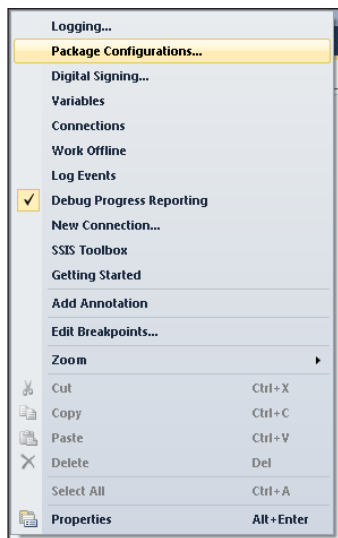 Logging...
Package Configurations...
Digital Signing...
Variables
Connections
Work Offline
Log Events
Debug Progress Reporting
New Connection...
SSIS Toolbox
Getting Started
Add Annotation
Edit Breakpoints...
Zoom
Cut Ctrl+X
Copy Ctrl+C
Paste Ctrl+V
Delete Del
Select All Ctrl+A
Properties Alt+Enter